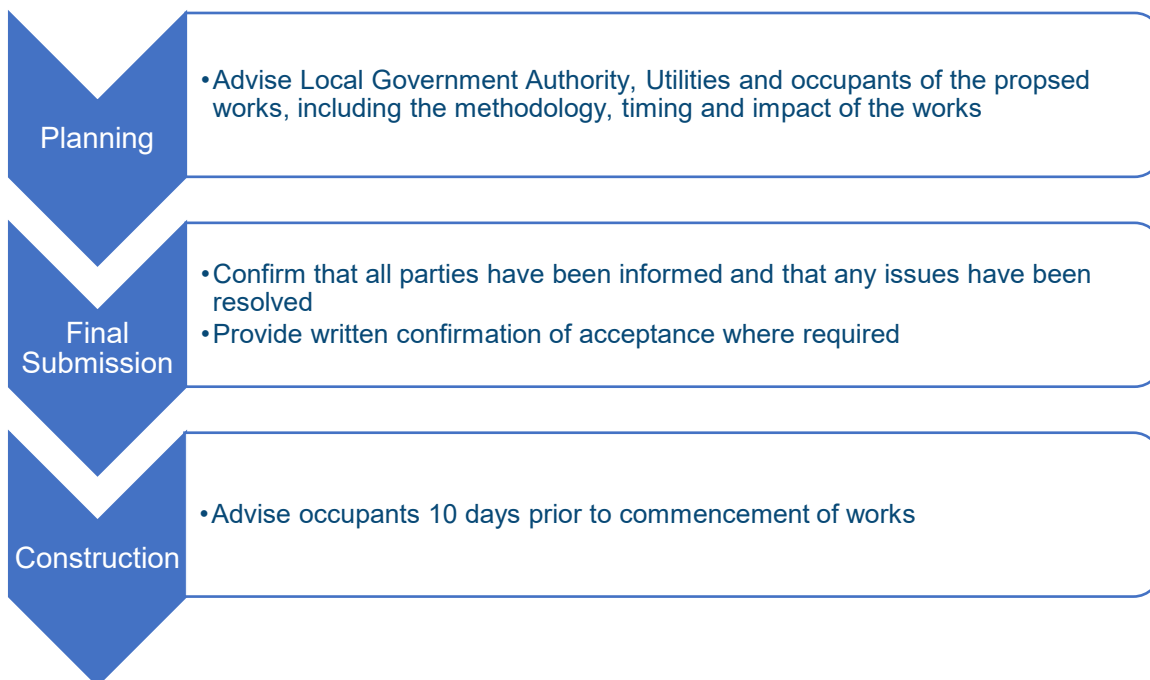 Planning
•Advise Local Government Authority, Utilities and occupants of the propsed
works, including the methodology, timing and impact of the works
Final
Submission
•Confirm that all parties have been informed and that any issues have been
resolved
•Provide written confirmation of acceptance where required
Construction
•Advise occupants 10 days prior to commencement of works